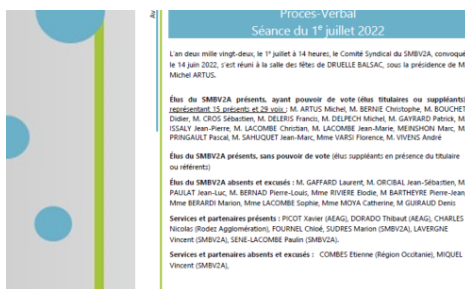 Av
Procès-Verbal
Séance du 1er juillet 2022
L'an deux mille vingt-deux, le 1er juillet à 14 heures, le Comité Syndical du SMBV2A, convoqué
le 14 juin 2022, s'est réuni à la salle des fêtes de DRUELLE BALSAC, sous la présidence de M.
Michel ARTUS.
Élus du SMBV2A présents, ayant pouvoir de vote (élus titulaires ou suppléants)
représentant 15 présents et 29 voix : M. ARTUS Michel, M. BERNIE Christophe, M. BOUCHET
Didier, M. CROS Sébastien, M. DELERIS Francis, M. DELPECH Michel, M. GAYRARD Patrick, M.
ISSALY Jean-Pierre, M. LACOMBE Christian, M. LACOMBE Jean-Marie, MEINSHON Marc, M.
PRINGAULT Pascal, M. SAHUQUET Jean-Marc, Mme VARSI Florence, M. VIVENS André
Élus du SMBV2A présents, sans pouvoir de vote (élus suppléants en présence du titulaire
ou référents)
Élus du SMBV2A absents et excusés : M. GAFFARD Laurent, M. ORCIBAL Jean-Sébastien, M.
PAULAT Jean-Luc, M. BERNAD Pierre-Louis, Mme RIVIERE Elodie, M BARTHEYRE Pierre-Jean,
Mme BERARDI Marion, Mme LACOMBE Sophie, Mme MOYA Catherine, M GUIRAUD Denis
Services et partenaires présents : PICOT Xavier (AEAG), DORADO Thibaut (AEAG), CHARLES
Nicolas (Rodez Agglomération), FOURNEL Chloé, SUDRES Marion (SMBV2A), LAVERGNE
Vincent (SMBV2A), SENE-LACOMBE Paulin (SMBV2A).
Services et partenaires absents et excusés : COMBES Etienne (Région Occitanie), MIQUEL
Vincent (SMBV2A),